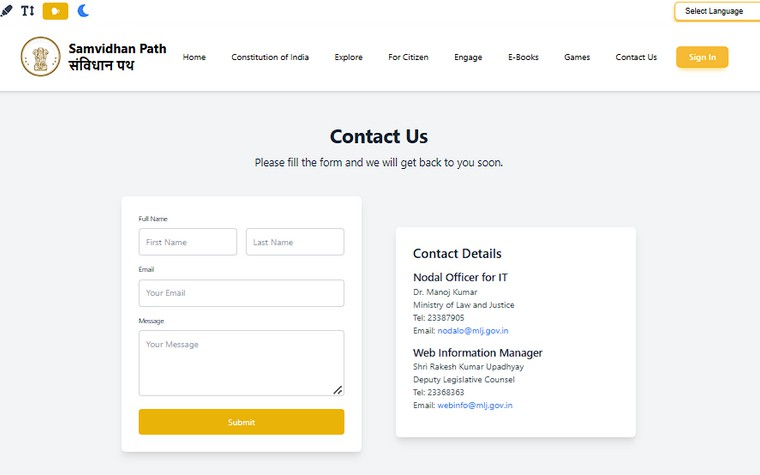 Select Language
Samvidhan Path
संविधान पथ
Home
Constitution of India
Explore
For Citizen
Engage
E-Books
Games
Contact Us
Sign In
Contact Us
Please fill the form and we will get back to you soon.
Full Name
First Name
Last Name
Email
Your Email
Message
Your Message
Submit
Contact Details
Nodal Officer for IT
Dr. Manoj Kumar
Ministry of Law and Justice
Tel: 23387905
Email: nodalo@mlj.gov.in
Web Information Manager
Shri Rakesh Kumar Upadhyay
Deputy Legislative Counsel
Tel: 23368363
Email: webinfo@mlj.gov.in